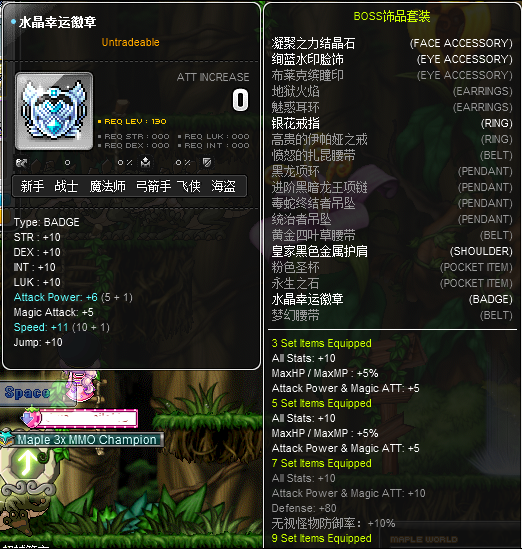 水晶幸运徽章
Untradeable
ATT INCREASE
0
REQ LEV : 130
REQ STR : 000
REQ LUK : 000
REQ DEX : 000
REQ INT : 000
0
0 %
0 %
新手 战士 魔法师 弓箭手 飞侠 海盗
Type: BADGE
STR : +10
DEX : +10
INT : +10
LUK : +10
Attack Power: +6 (5 + 1)
Magic Attack: +5
Speed: +11 (10 + 1)
Jump: +10
Space
Maple 3x MMO Champion
BOSS饰品套装
凝聚之力结晶石 (FACE ACCESSORY)
绚蓝水印脸饰 (EYE ACCESSORY)
布莱克缤瞳印 (EYE ACCESSORY)
地狱火焰 (EARRINGS)
魅惑耳环 (EARRINGS)
银花戒指 (RING)
高贵的伊帕娅之戒 (RING)
愤怒的扎昆腰带 (BELT)
黑龙项环 (PENDANT)
进阶黑暗龙王项链 (PENDANT)
毒蛇终结者吊坠 (PENDANT)
统治者吊坠 (PENDANT)
黄金四叶草腰带 (BELT)
皇家黑色金属护肩 (SHOULDER)
粉色圣杯 (POCKET ITEM)
永生之石 (POCKET ITEM)
水晶幸运徽章 (BADGE)
梦幻腰带 (BELT)
3 Set Items Equipped
All Stats: +10
MaxHP / MaxMP : +5%
Attack Power & Magic ATT: +5
5 Set Items Equipped
All Stats: +10
MaxHP / MaxMP : +5%
Attack Power & Magic ATT: +5
7 Set Items Equipped
All Stats: +10
Attack Power & Magic ATT: +10
Defense: +80
无视怪物防御率：+10%
9 Set Items Equipped
MAPLE WORLD